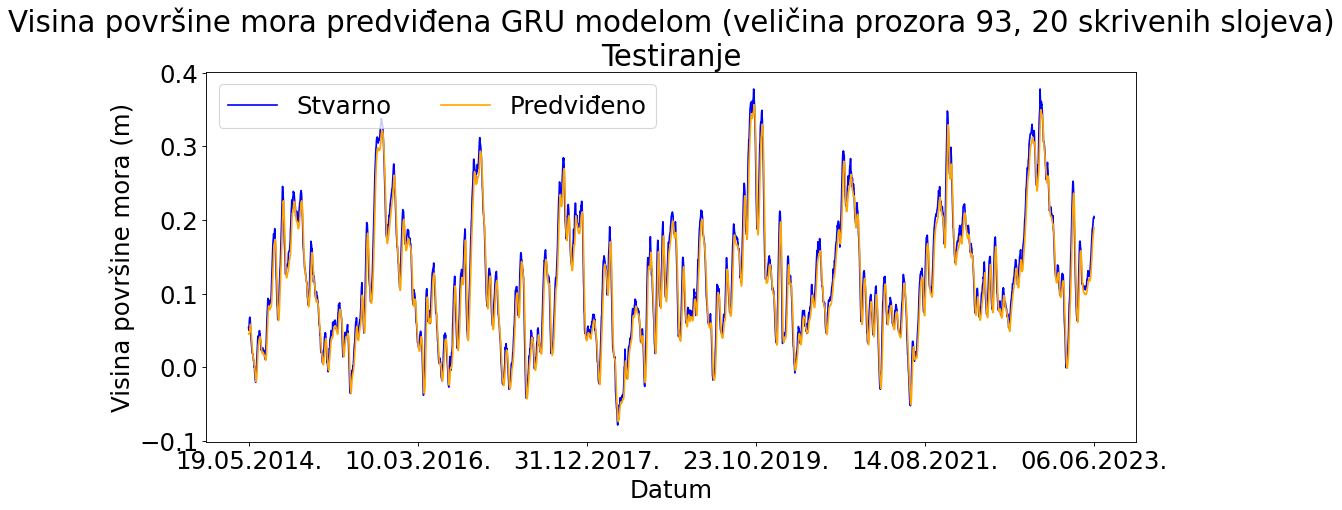 Visina površine mora predviđena GRU modelom (veličina prozora 93, 20 skrivenih slojeva)
Testiranje
Stvarno Predviđeno
Visina površine mora (m)
0.4
0.3
0.2
0.1
0.0
−0.1
19.05.2014. 10.03.2016. 31.12.2017. 23.10.2019. 14.08.2021. 06.06.2023.
Datum